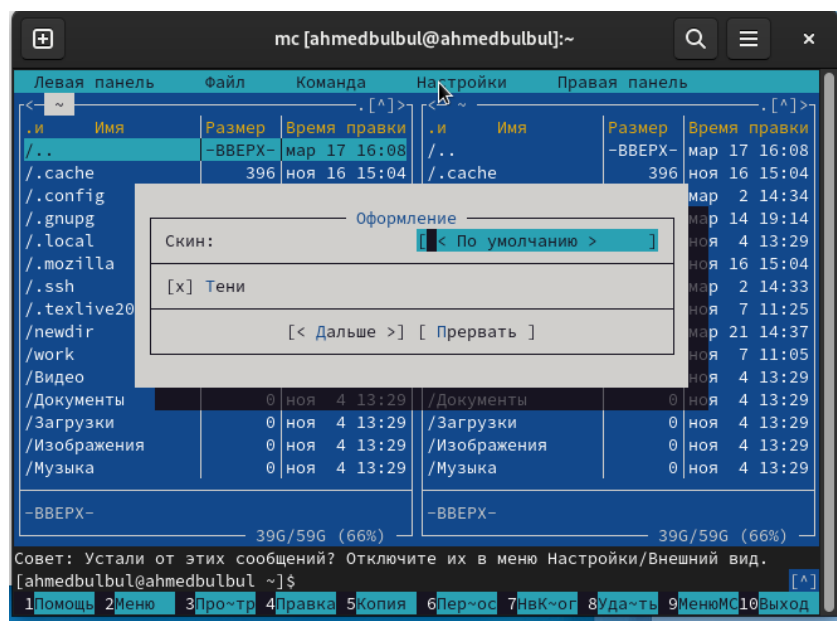 mc [ahmedbulbul@ahmedbulbul]:~
Левая панель Файл Команда Настройки Правая панель
<— ~ .[^]> <— ~ .[^]>
.и Имя Размер Время правки .и Имя Размер Время правки
/.. -ВВЕРХ- мар 17 16:08 /.. -ВВЕРХ- мар 17 16:08
/.cache 396 ноя 16 15:04 /.cache 396 ноя 16 15:04
/.config мар 2 14:34
/.gnupg Оформление мар 14 19:14
/.local Скин: [ < По умолчанию > ] ноя 4 13:29
/.mozilla ноя 16 15:04
/.ssh [x] Тени мар 2 14:33
/.texlive20 ноя 7 11:25
/newdir [< Дальше >] [ Прервать ] мар 21 14:37
/work ноя 7 11:05
/Видео ноя 4 13:29
/Документы 0 ноя 4 13:29 /Документы 0 ноя 4 13:29
/Загрузки 0 ноя 4 13:29 /Загрузки 0 ноя 4 13:29
/Изображения 0 ноя 4 13:29 /Изображения 0 ноя 4 13:29
/Музыка 0 ноя 4 13:29 /Музыка 0 ноя 4 13:29
-ВВЕРХ- -ВВЕРХ-
39G/59G (66%) 39G/59G (66%)
Совет: Устали от этих сообщений? Отключите их в меню Настройки/Внешний вид.
[ahmedbulbul@ahmedbulbul ~]$ [^]
1Помощь 2Меню 3Про~тр 4Правка 5Копия 6Пер~ос 7НвК~ог 8Уда~ть 9МенюMC10Выход